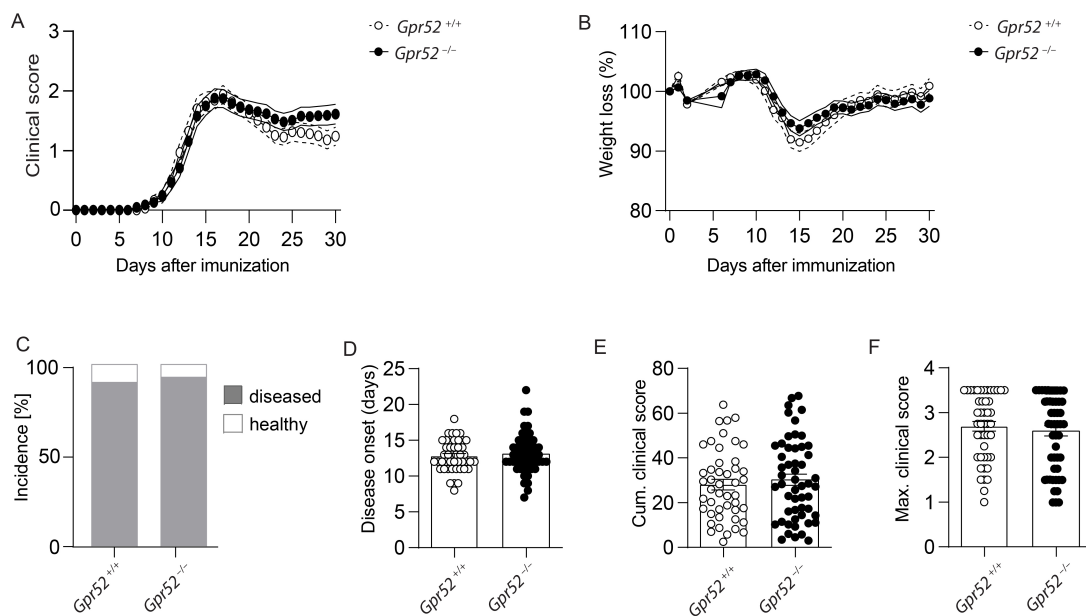 A
Clinical score
3
2
1
0
0 5 10 15 20 25 30
Days after imunization
Gpr52 +/+
Gpr52 −/−
B
Weight loss (%)
110
100
90
80
0 5 10 15 20 25 30
Days after immunization
Gpr52 +/+
Gpr52 −/−
C
Incidence [%]
100
50
0
Gpr52+/+
Gpr52−/−
diseased
healthy
D
Disease onset (days)
25
20
15
10
5
0
Gpr52+/+
Gpr52−/−
E
Cum. clinical score
80
60
40
20
0
Gpr52+/+
Gpr52−/−
F
Max. clinical score
4
3
2
1
0
Gpr52+/+
Gpr52−/−